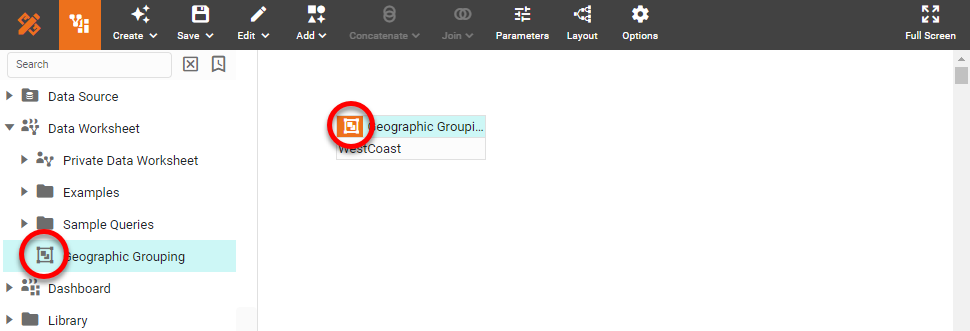 Create
Save
Edit
Add
Concatenate
Join
Parameters
Layout
Options
Full Screen
Search
Data Source
Data Worksheet
Private Data Worksheet
Examples
Sample Queries
Geographic Grouping
Dashboard
Library
Geographic Groupi...
WestCoast